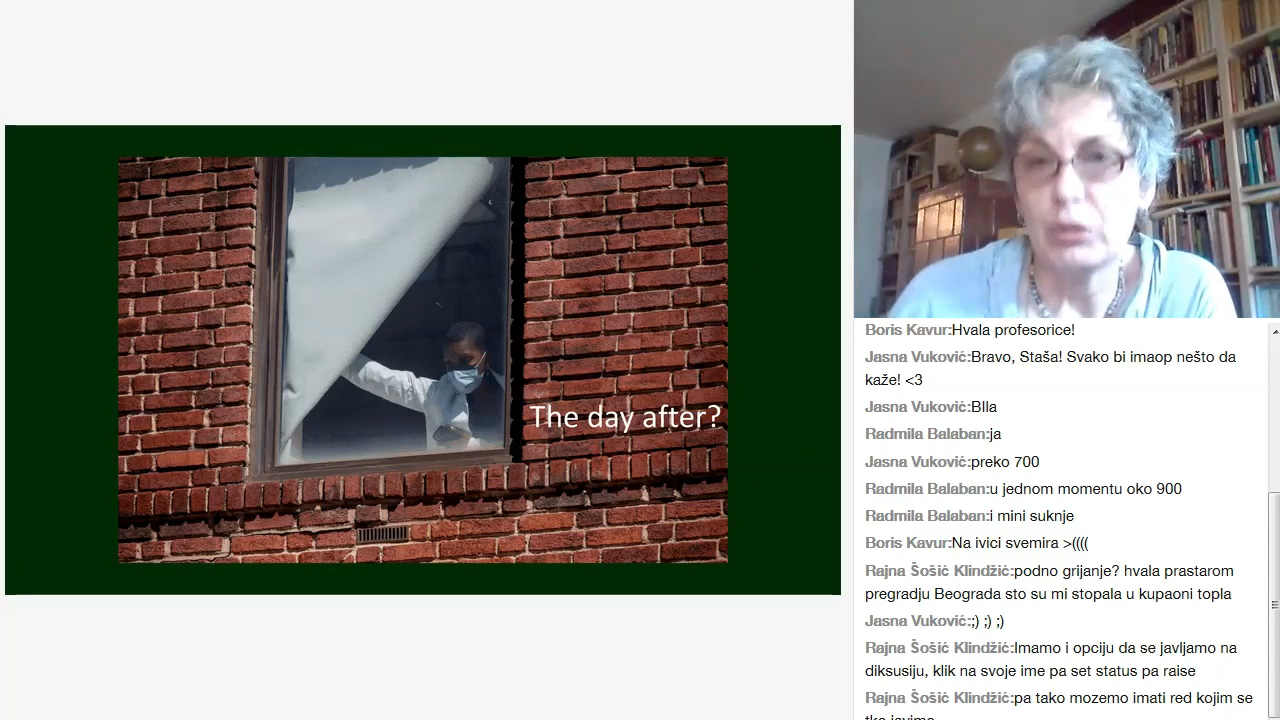 The day after?
Boris Kavur:Hvala profesorice!
Jasna Vuković:Bravo, Staša! Svako bi imaop nešto da
kaže! <3
Jasna Vuković:BIla
Radmila Balaban:ja
Jasna Vuković:preko 700
Radmila Balaban:u jednom momentu oko 900
Radmila Balaban:i mini suknje
Boris Kavur:Na ivici svemira >((((
Rajna Šošić Klindžić:podno grijanje? hvala prastarom
pregradju Beograda sto su mi stopala u kupaoni topla
Jasna Vuković:;) ;) ;)
Rajna Šošić Klindžić:Imamo i opciju da se javljamo na
diksusiju, klik na svoje ime pa set status pa raise
Rajna Šošić Klindžić:pa tako mozemo imati red kojim se